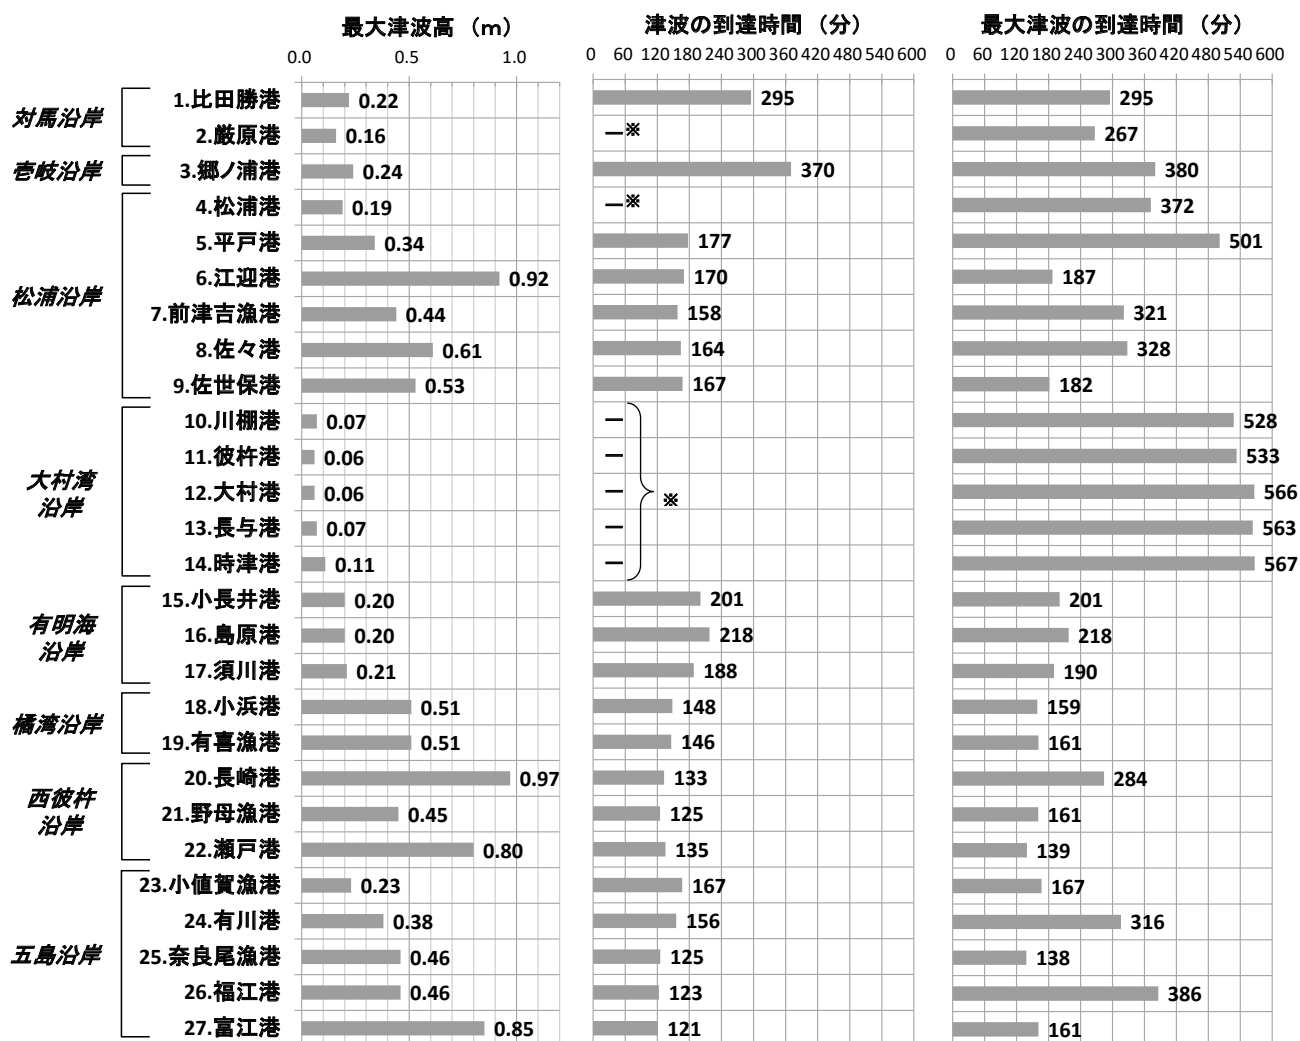 最大津波高 (m)
津波の到達時間 (分)
最大津波の到達時間 (分)
0.0 0.5 1.0
0 60 120 180 240 300 360 420 480 540 600
0 60 120 180 240 300 360 420 480 540 600
対馬沿岸
1.比田勝港 0.22 295 295
2.厳原港 0.16 ―※ 267
壱岐沿岸
3.郷ノ浦港 0.24 370 380
松浦沿岸
4.松浦港 0.19 ―※ 372
5.平戸港 0.34 177 501
6.江迎港 0.92 170 187
7.前津吉漁港 0.44 158 321
8.佐々港 0.61 164 328
9.佐世保港 0.53 167 182
大村湾
沿岸
10.川棚港 0.07 ― 528
11.彼杵港 0.06 ― 533
12.大村港 0.06 ― ※ 566
13.長与港 0.07 ― 563
14.時津港 0.11 ― 567
有明海
沿岸
15.小長井港 0.20 201 201
16.島原港 0.20 218 218
17.須川港 0.21 188 190
橘湾沿岸
18.小浜港 0.51 148 159
19.有喜漁港 0.51 146 161
西彼杵
沿岸
20.長崎港 0.97 133 284
21.野母漁港 0.45 125 161
22.瀬戸港 0.80 135 139
五島沿岸
23.小値賀漁港 0.23 167 167
24.有川港 0.38 156 316
25.奈良尾漁港 0.46 125 138
26.福江港 0.46 123 386
27.富江港 0.85 121 161